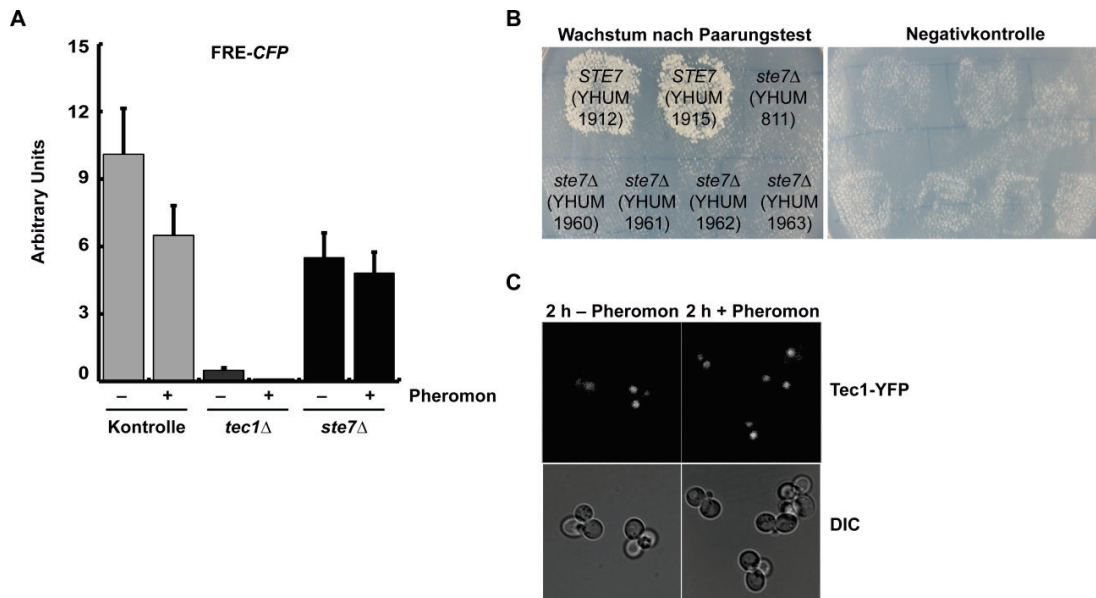 A
FRE-CFP
15
12
9
6
3
0
Arbitrary Units
– + – + – + Pheromon
Kontrolle tec1Δ ste7Δ
B
Wachstum nach Paarungstest Negativkontrolle
STE7
(YHUM
1912)
STE7
(YHUM
1915)
ste7Δ
(YHUM
811)
ste7Δ
(YHUM
1960)
ste7Δ
(YHUM
1961)
ste7Δ
(YHUM
1962)
ste7Δ
(YHUM
1963)
C
2 h – Pheromon 2 h + Pheromon
Tec1-YFP
DIC